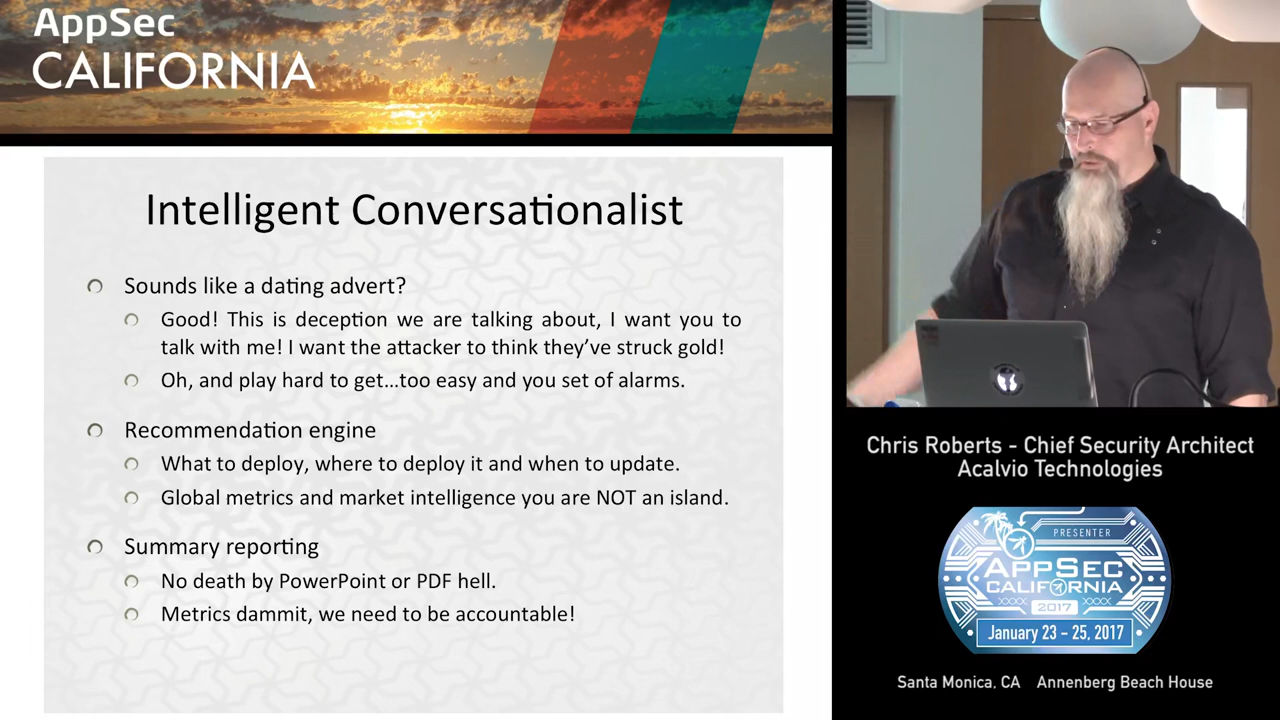 AppSec
CALIFORNIA
Intelligent Conversationalist
Sounds like a dating advert?
Good! This is deception we are talking about, I want you to
talk with me! I want the attacker to think they've struck gold!
Oh, and play hard to get...too easy and you set of alarms.
Recommendation engine
What to deploy, where to deploy it and when to update.
Global metrics and market intelligence you are NOT an island.
Summary reporting
No death by PowerPoint or PDF hell.
Metrics dammit, we need to be accountable!
Chris Roberts - Chief Security Architect
Acalvio Technologies
PRESENTER
APPSEC
CALIFORNIA
2017
January 23 - 25, 2017
Santa Monica, CA Annenberg Beach House